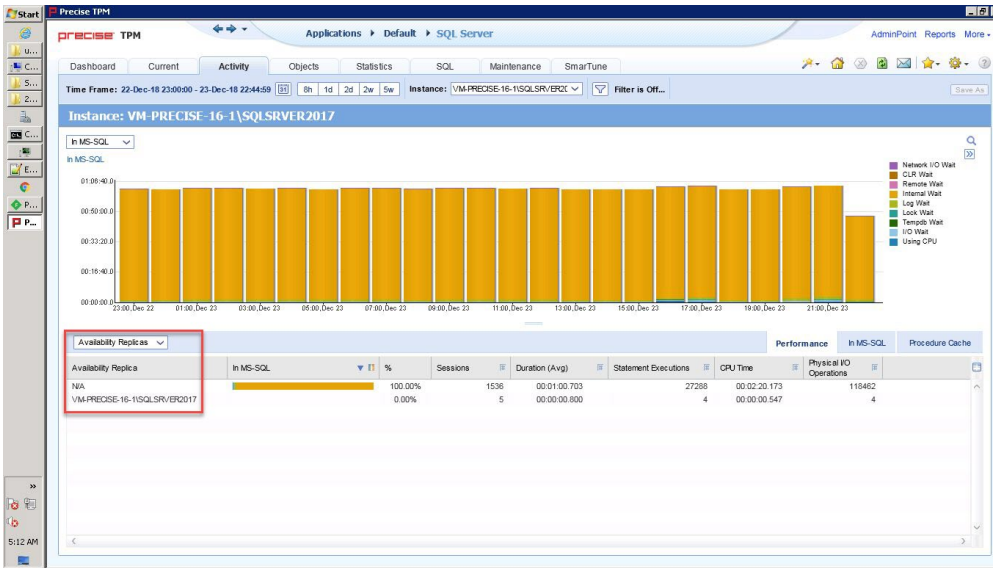 Start
Precise TPM
precise TPM
Applications ▸ Default ▸ SQL Server
AdminPoint Reports More
Dashboard Current Activity Objects Statistics SQL Maintenance SmarTune
Time Frame: 22-Dec-18 23:00:00 - 23-Dec-18 22:44:59 31 8h 1d 2d 2w 5w Instance: VM-PRECISE-16-1\SQLSRVER20 Filter is Off... Save As
Instance: VM-PRECISE-16-1\SQLSRVER2017
In MS-SQL
In MS-SQL
01:06:40.0
00:50:00.0
00:33:20.0
00:16:40.0
00:00:00.0
23:00,Dec 22 01:00,Dec 23 03:00,Dec 23 05:00,Dec 23 07:00,Dec 23 09:00,Dec 23 11:00,Dec 23 13:00,Dec 23 15:00,Dec 23 17:00,Dec 23 19:00,Dec 23 21:00,Dec 23
Network I/O Wait
CLR Wait
Remote Wait
Internal Wait
Log Wait
Lock Wait
Tempdb Wait
I/O Wait
Using CPU
Availability Replicas
Performance In MS-SQL Procedure Cache
Availability Replica In MS-SQL % Sessions Duration (Avg) Statement Executions CPU Time Physical I/O Operations
N/A 100.00% 1536 00:01:00.703 27288 00:02:20.173 118462
VM-PRECISE-16-1\SQLSRVER2017 0.00% 5 00:00:00.800 4 00:00:00.547 4
u...
C...
S...
2...
C...
E...
P...
P...
»
5:12 AM